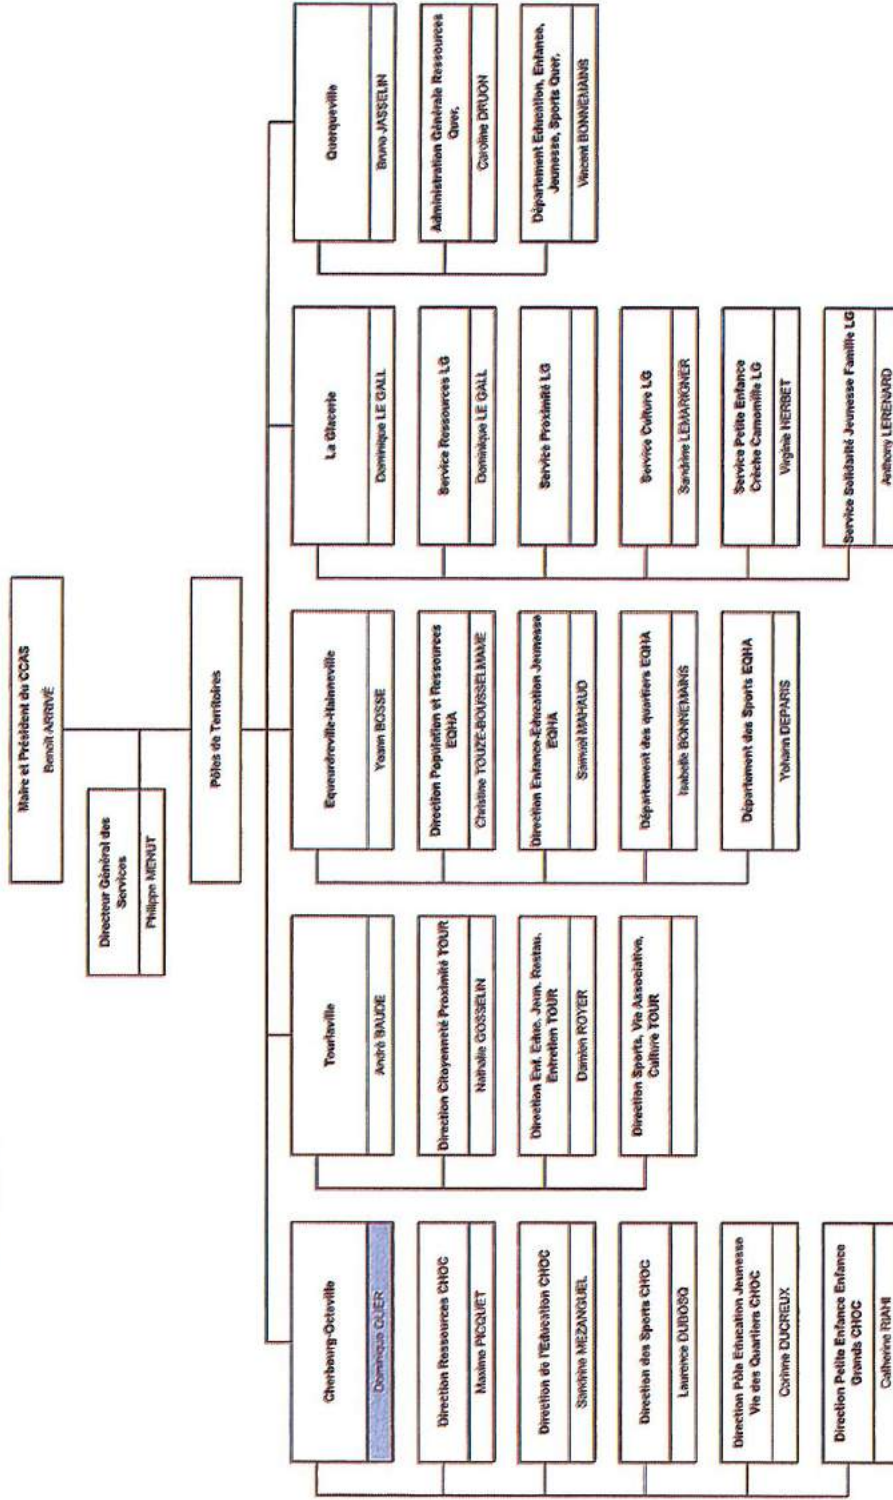 Maire et Président du CCAS
Benoît ARRIVÉ
Directeur Général des
Services
Philippe MENUT
Pôles de Territoires
Cherbourg-Octeville
Dominique OLIER
Direction Ressources CHOC
Maxime PICQUET
Direction de l'Education CHOC
Sandrine MEZANGUEL
Direction des Sports CHOC
Laurence DUBOSQ
Direction Pôle Education Jeunesse
Vie des Quartiers CHOC
Corinne DUCREUX
Direction Petite Enfance Enfance
Grands CHOC
Catherine RIAHI
Tourlaville
André BAUDE
Direction Citoyenneté Proximité TOUR
Nathalie GOSSELIN
Direction Enf. Educ. Jeun. Restau.
Entretien TOUR
Damien ROYER
Direction Sports, Vie Associative,
Culture TOUR
Equeurdreville-Hainneville
Yoann BOSSE
Direction Population et Ressources
EQHA
Christine TOUZE-BOUSSELMAME
Direction Enfance-Education Jeunesse
EQHA
Samuel MAHAUD
Département des quartiers EQHA
Isabelle BONNEMAINS
Département des Sports EQHA
Yohann DEPARIS
La Glacerie
Dominique LE GALL
Service Ressources LG
Dominique LE GALL
Service Proximité LG
Service Culture LG
Sandrine LEMARIGNER
Service Petite Enfance
Crèche Camomille LG
Virginie HERBET
Service Solidarité Jeunesse Famille LG
Anthony LERENARD
Querqueville
Bruno JASSELIN
Administration Générale Ressources
Quer.
Caroline DRUON
Département Education, Enfance,
Jeunesse, Sports Quer.
Vincent BONNEMAINS